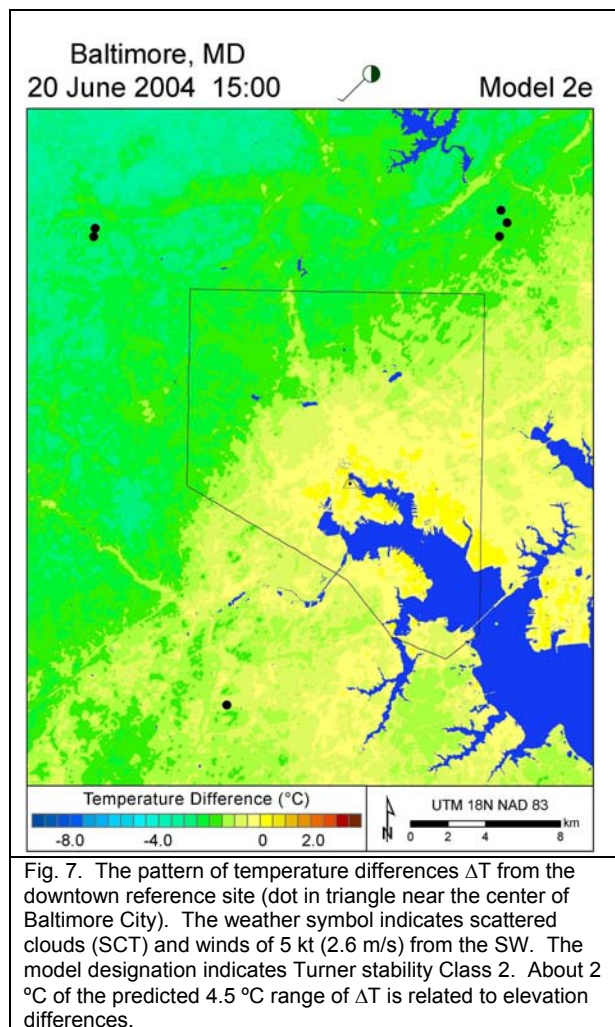 Baltimore, MD
20 June 2004 15:00
Model 2e
Temperature Difference (°C)
-8.0 -4.0 0 2.0
UTM 18N NAD 83
N
km
0 2 4 8
Fig. 7. The pattern of temperature differences ΔT from the
downtown reference site (dot in triangle near the center of
Baltimore City). The weather symbol indicates scattered
clouds (SCT) and winds of 5 kt (2.6 m/s) from the SW. The
model designation indicates Turner stability Class 2. About 2
ºC of the predicted 4.5 ºC range of ΔT is related to elevation
differences.